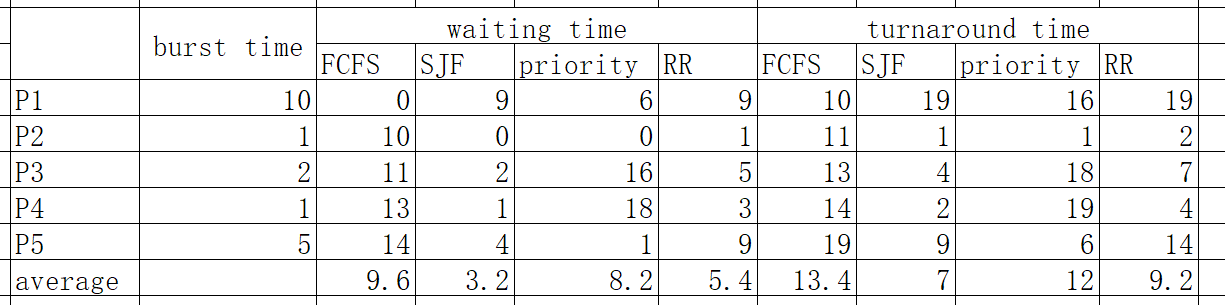 burst time waiting time turnaround time
FCFS SJF priority RR FCFS SJF priority RR
P1 10 0 9 6 9 10 19 16 19
P2 1 10 0 0 1 11 1 1 2
P3 2 11 2 16 5 13 4 18 7
P4 1 13 1 18 3 14 2 19 4
P5 5 14 4 1 9 19 9 6 14
average 9.6 3.2 8.2 5.4 13.4 7 12 9.2